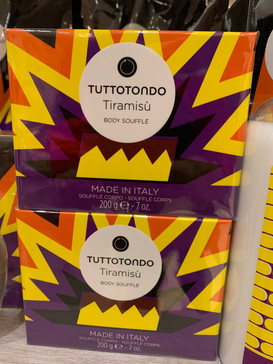 TUTTOTONDO
Tiramisù
BODY SOUFFLÉ
MADE IN ITALY
SOUFFLÉ CORPO - SOUFFLÉ CORPS
200 g ℮ - 7 oz.
TUTTOTONDO
Tiramisù
BODY SOUFFLÉ
MADE IN ITALY
SOUFFLÉ CORPO - SOUFFLÉ CORPS
200 g ℮ - 7 oz.